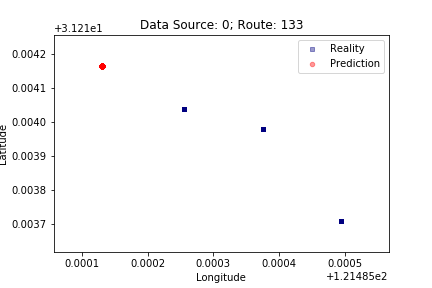 Data Source: 0; Route: 133
+3.121e1
Reality
Prediction
0.0042
0.0041
0.0040
0.0039
0.0038
0.0037
Latitude
0.0001 0.0002 0.0003 0.0004 0.0005
Longitude
+1.21485e2